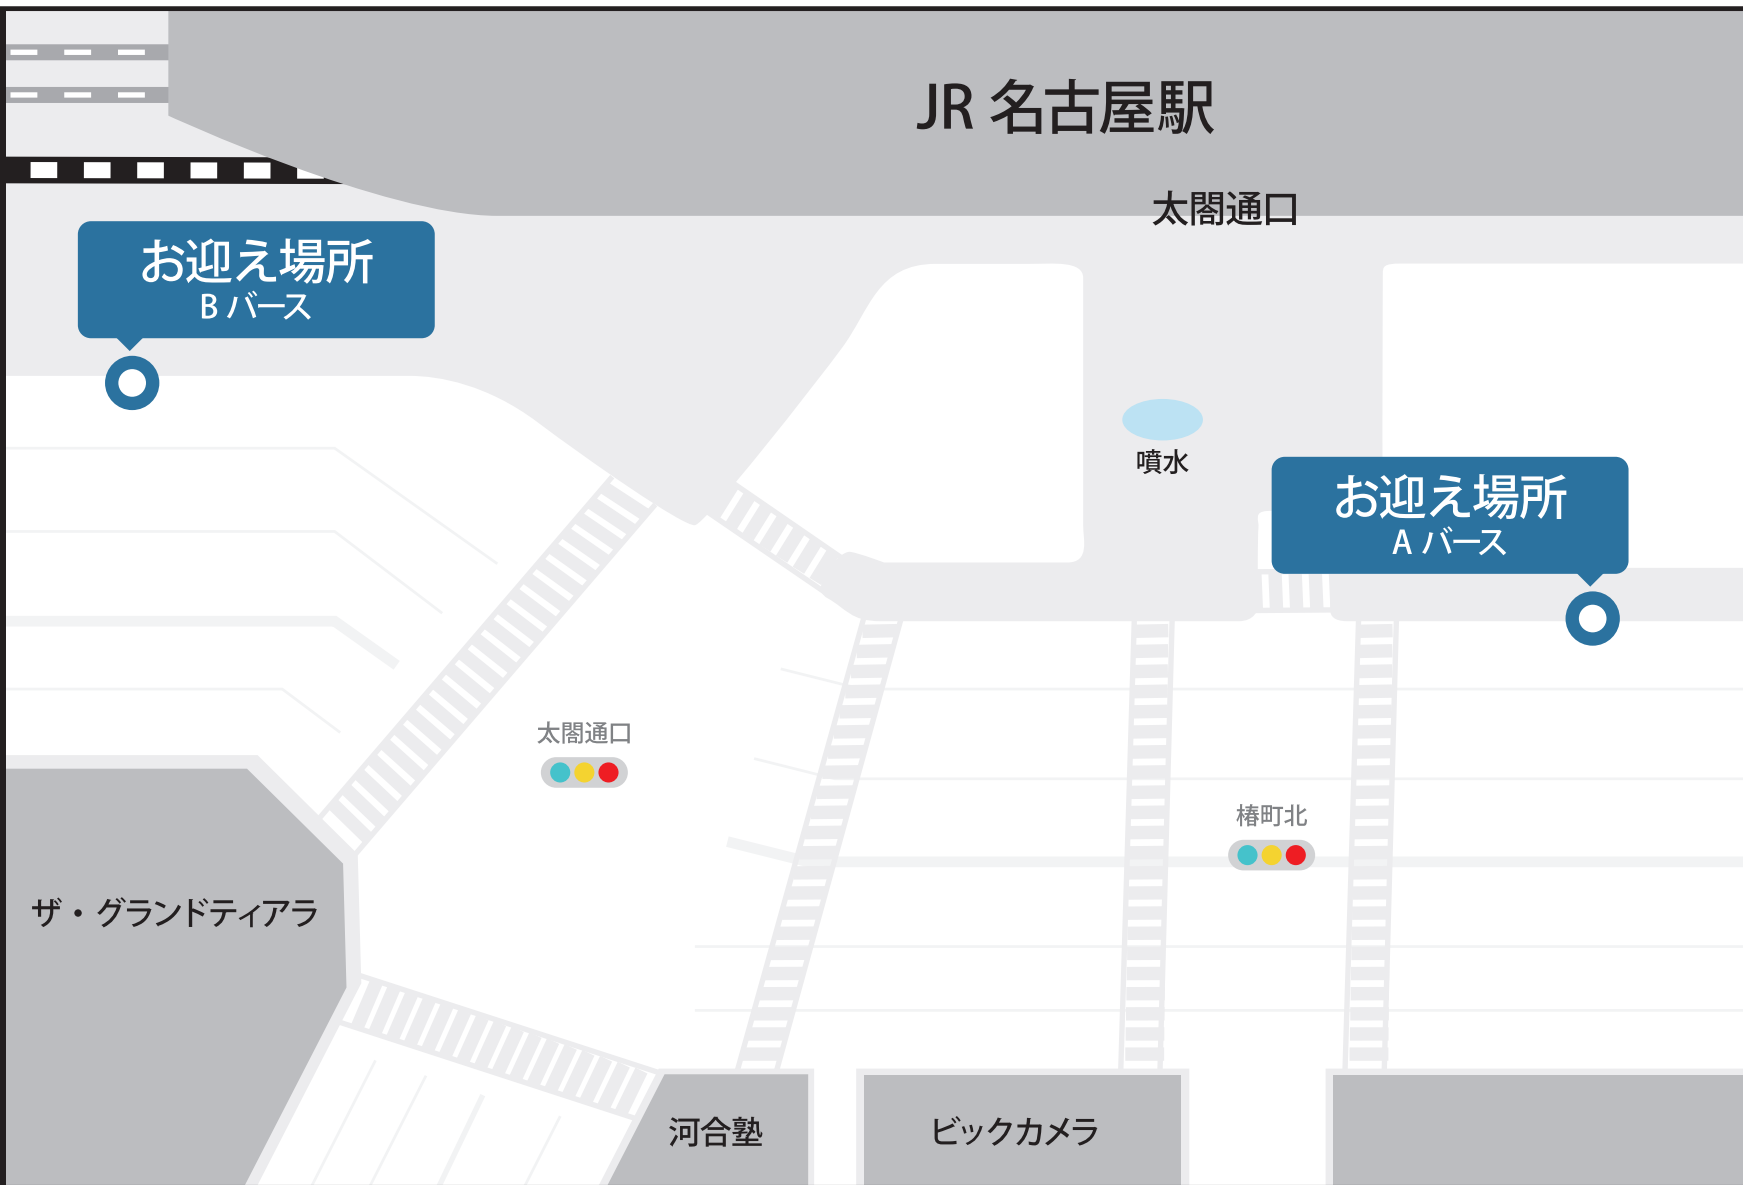 JR 名古屋駅
太閤通口
お迎え場所
B バース
噴水
お迎え場所
A バース
太閤通口
椿町北
ザ・グランドティアラ
河合塾
ビックカメラ